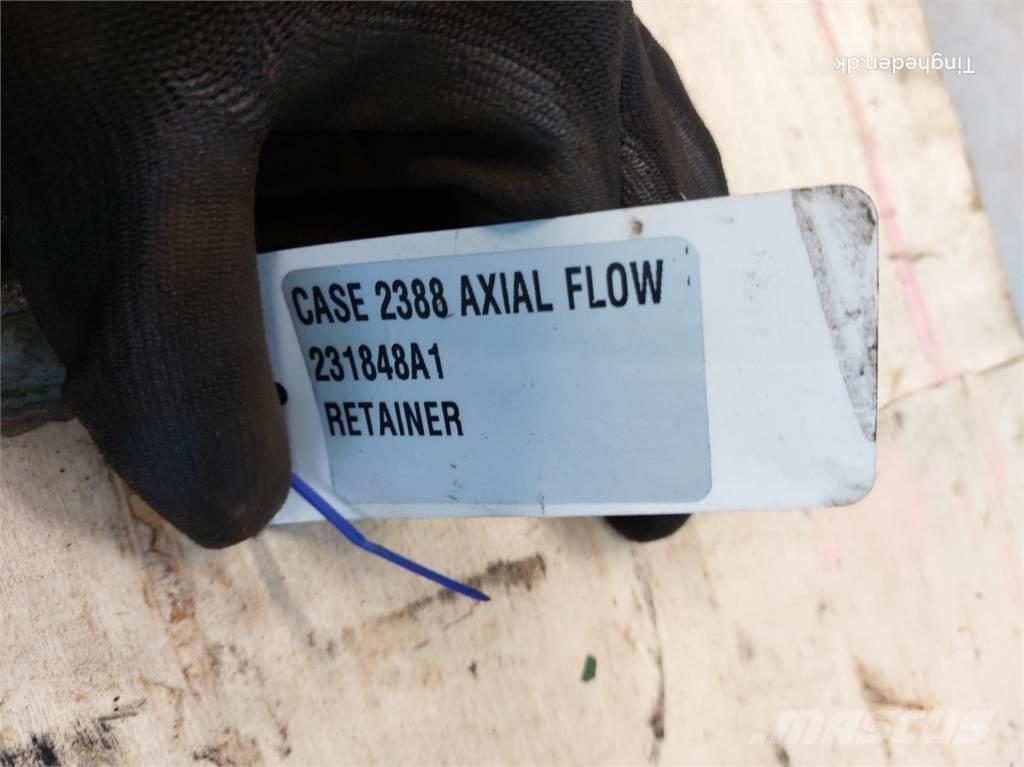 Tingheden.dk
CASE 2388 AXIAL FLOW
231848A1
RETAINER
MASCUS